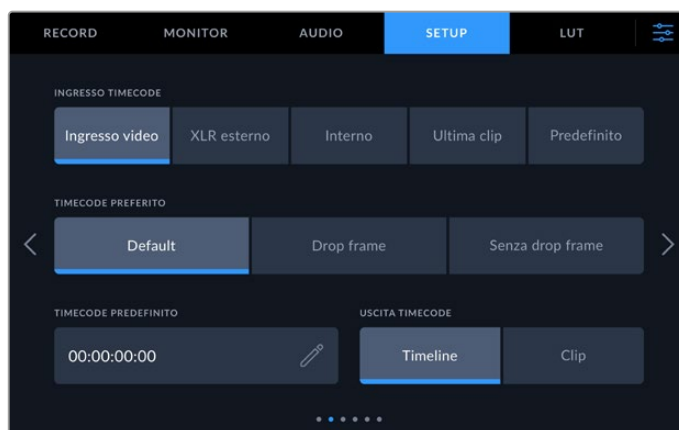 RECORD MONITOR AUDIO SETUP LUT
INGRESSO TIMECODE
Ingresso video XLR esterno Interno Ultima clip Predefinito
TIMECODE PREFERITO
Default Drop frame Senza drop frame
TIMECODE PREDEFINITO USCITA TIMECODE
00:00:00:00 Timeline Clip